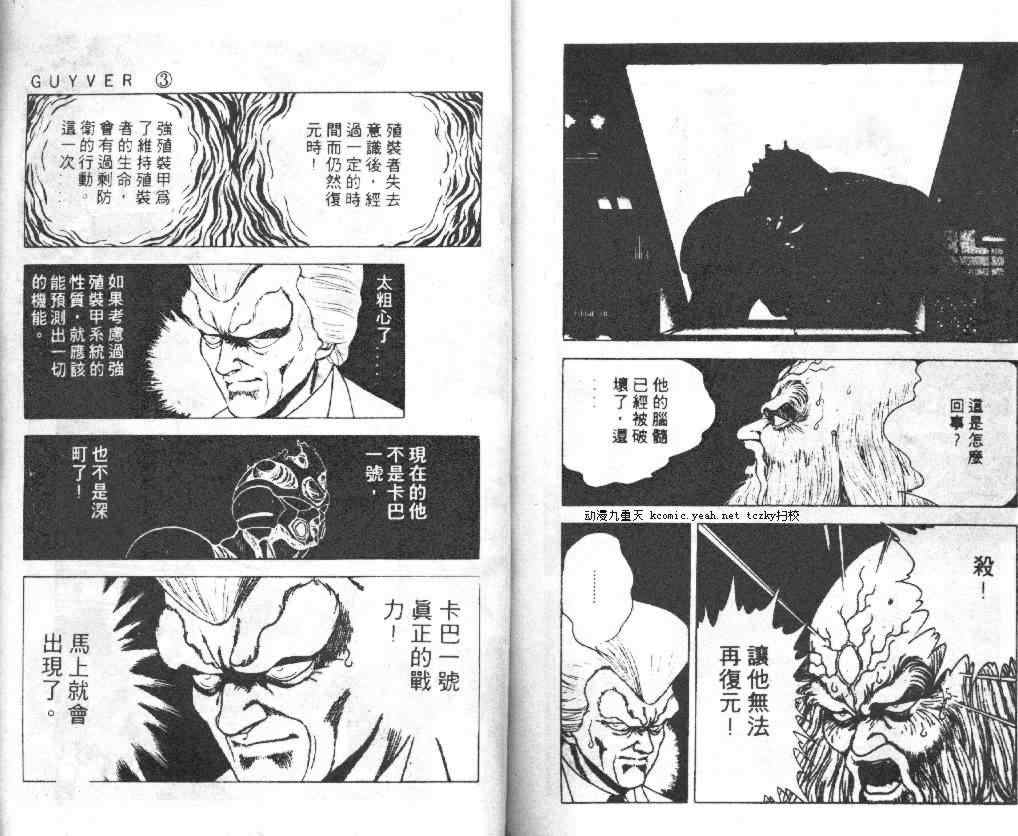 這是怎麼
回事？
他的腦髓
已經被破
壞了，還
……
动漫九重天 kcomic.yeah.net tczky扫校
殺！
讓他無法
再復元！
………
GUYVER ③
殖裝者失去
意識後，經
過一定的時
間而仍然復
元時！
強殖裝甲爲
了維持殖裝
者的生命，
會有過剩防
衛的行動。
這一次……
太粗心了……
如果考慮過強
殖裝甲系統的
性質，就應該
能預測出一切
的機能。
現在的他
不是卡巴
一號，
也不是深
町了！
卡巴一號
眞正的戰
力！
馬上就會
出現了。